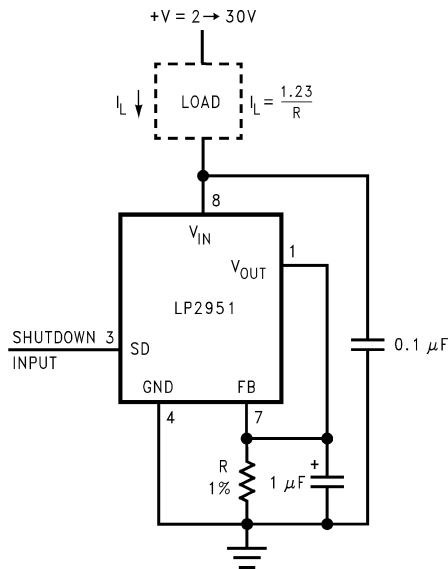 +V = 2 → 30V
I_L ↓ LOAD I_L = 1.23/R
8
V_IN
1
V_OUT
LP2951
SHUTDOWN 3
INPUT
SD
0.1 μF
GND FB
4 7
R
1%
+
1 μF